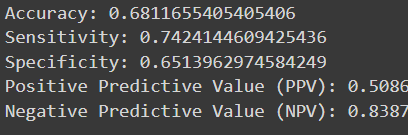 Accuracy: 0.6811655405405406
Sensitivity: 0.7424144609425436
Specificity: 0.6513962974584249
Positive Predictive Value (PPV): 0.5086
Negative Predictive Value (NPV): 0.8387